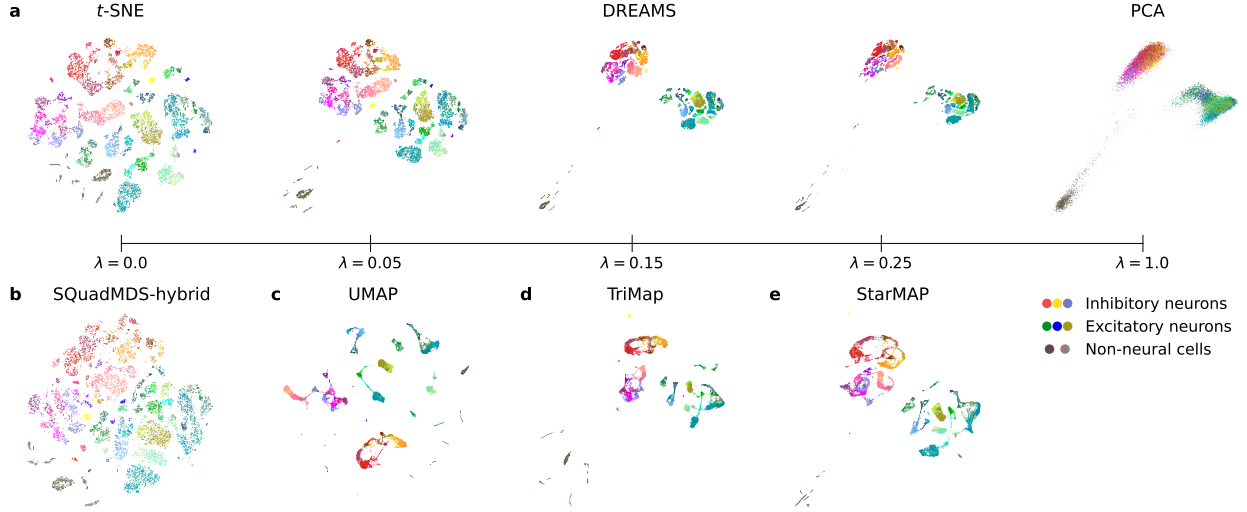 a
t-SNE
DREAMS
PCA
λ = 0.0
λ = 0.05
λ = 0.15
λ = 0.25
λ = 1.0
b
SQuadMDS-hybrid
c
UMAP
d
TriMap
e
StarMAP
Inhibitory neurons
Excitatory neurons
Non-neural cells